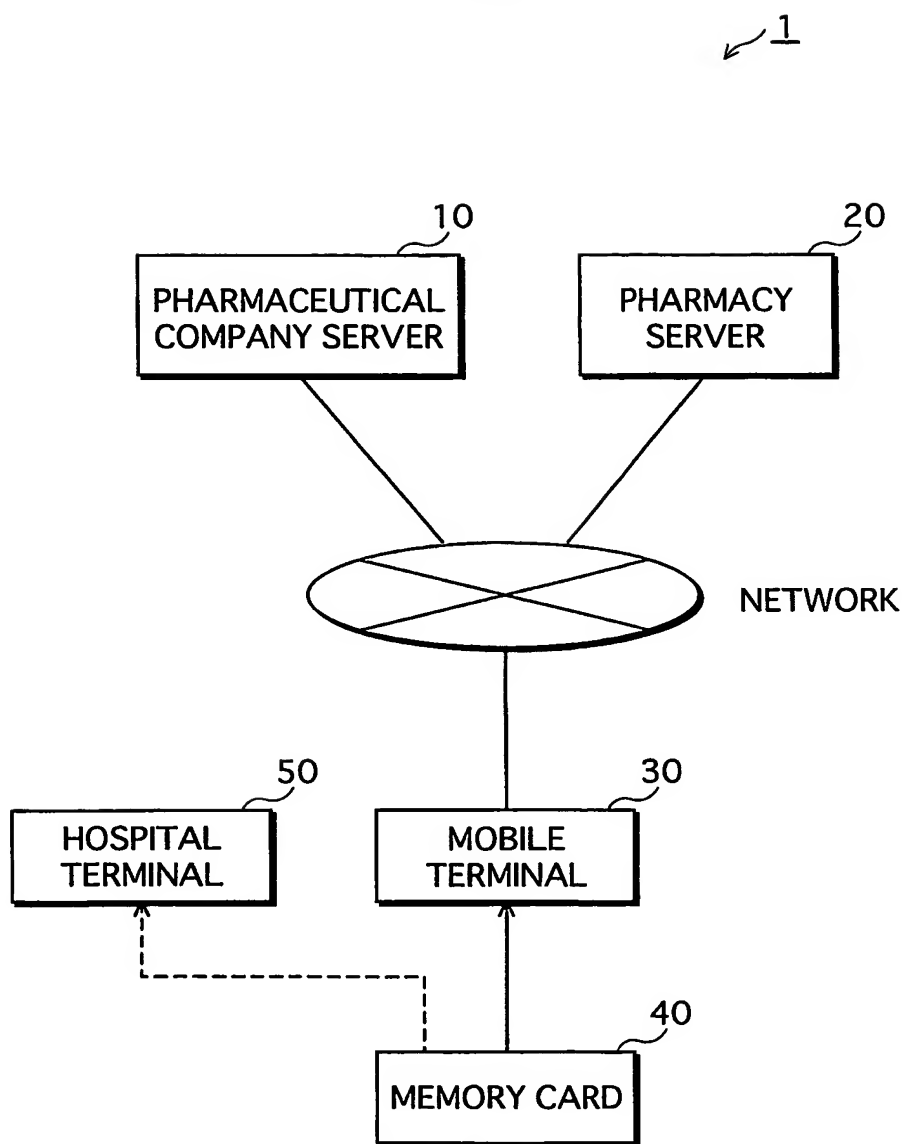 1
10
20
PHARMACEUTICAL
COMPANY SERVER
PHARMACY
SERVER
NETWORK
50
30
HOSPITAL
TERMINAL
MOBILE
TERMINAL
40
MEMORY CARD